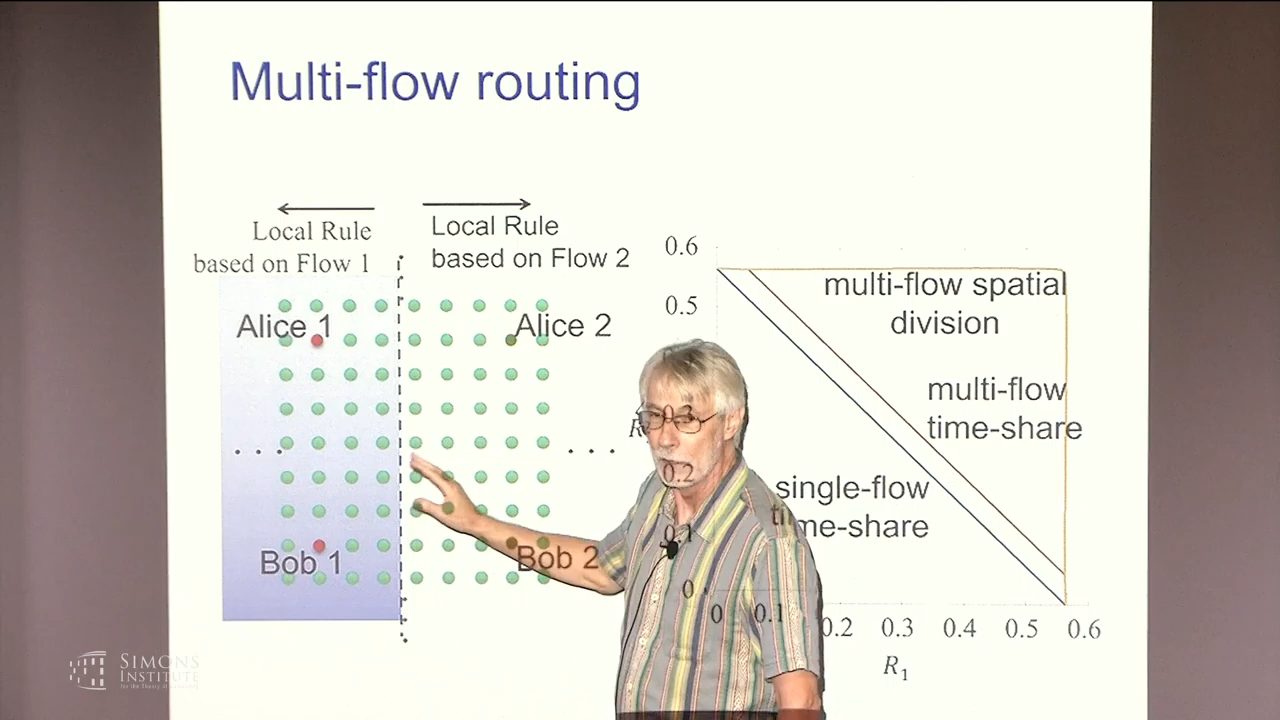 Multi-flow routing
Local Rule
based on Flow 1
Local Rule
based on Flow 2
Alice 1
Alice 2
. . .
. . .
Bob 1
Bob 2
0.6
0.5
0.2
0.1
0
0
0.1
0.2
0.3
0.4
0.5
0.6
R₁
multi-flow spatial
division
multi-flow
time-share
single-flow
time-share
SIMONS
INSTITUTE